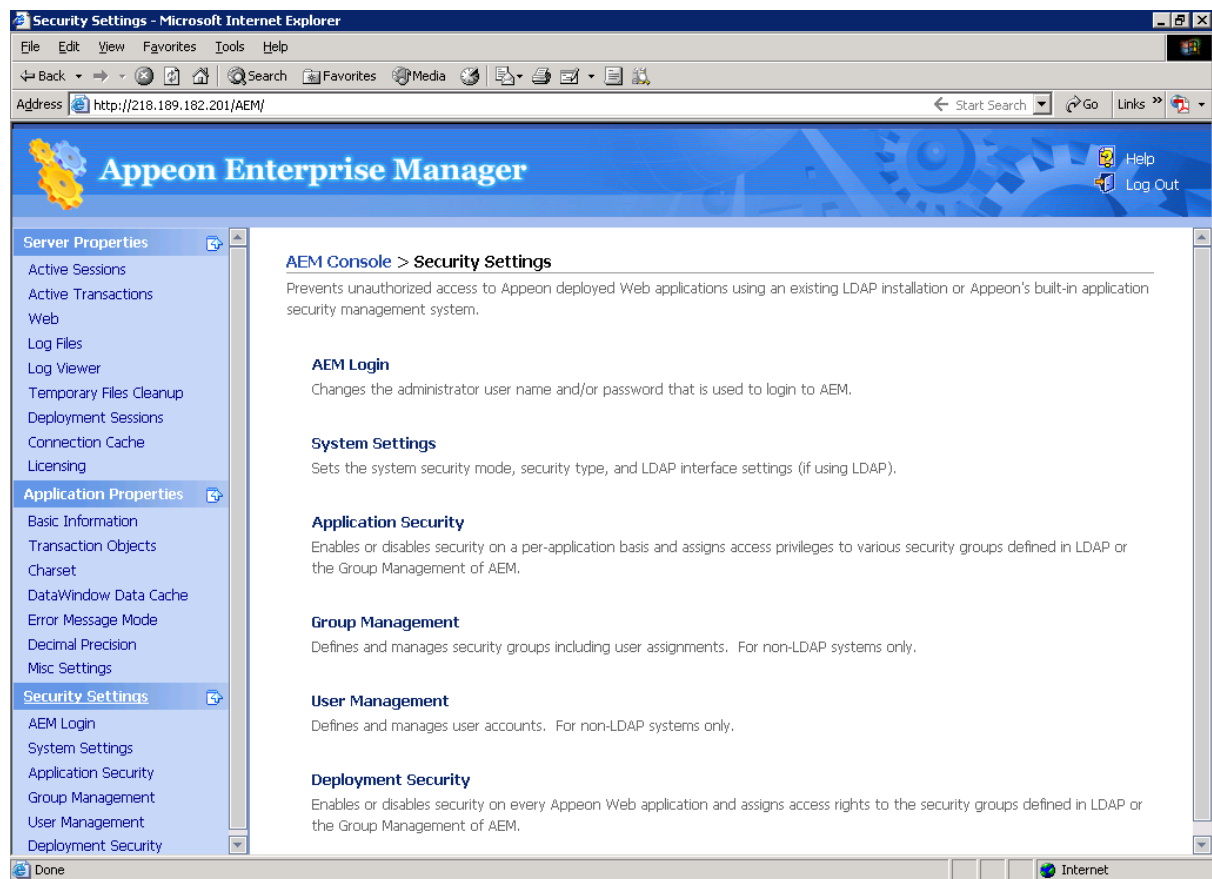 Security Settings - Microsoft Internet Explorer
File Edit View Favorites Tools Help
Back Search Favorites Media
Address http://218.189.182.201/AEM/ Start Search Go Links »
Appeon Enterprise Manager
Help
Log Out
Server Properties
Active Sessions
Active Transactions
Web
Log Files
Log Viewer
Temporary Files Cleanup
Deployment Sessions
Connection Cache
Licensing
Application Properties
Basic Information
Transaction Objects
Charset
DataWindow Data Cache
Error Message Mode
Decimal Precision
Misc Settings
Security Settings
AEM Login
System Settings
Application Security
Group Management
User Management
Deployment Security
AEM Console > Security Settings
Prevents unauthorized access to Appeon deployed Web applications using an existing LDAP installation or Appeon's built-in application
security management system.
AEM Login
Changes the administrator user name and/or password that is used to login to AEM.
System Settings
Sets the system security mode, security type, and LDAP interface settings (if using LDAP).
Application Security
Enables or disables security on a per-application basis and assigns access privileges to various security groups defined in LDAP or
the Group Management of AEM.
Group Management
Defines and manages security groups including user assignments. For non-LDAP systems only.
User Management
Defines and manages user accounts. For non-LDAP systems only.
Deployment Security
Enables or disables security on every Appeon Web application and assigns access rights to the security groups defined in LDAP or
the Group Management of AEM.
Done Internet